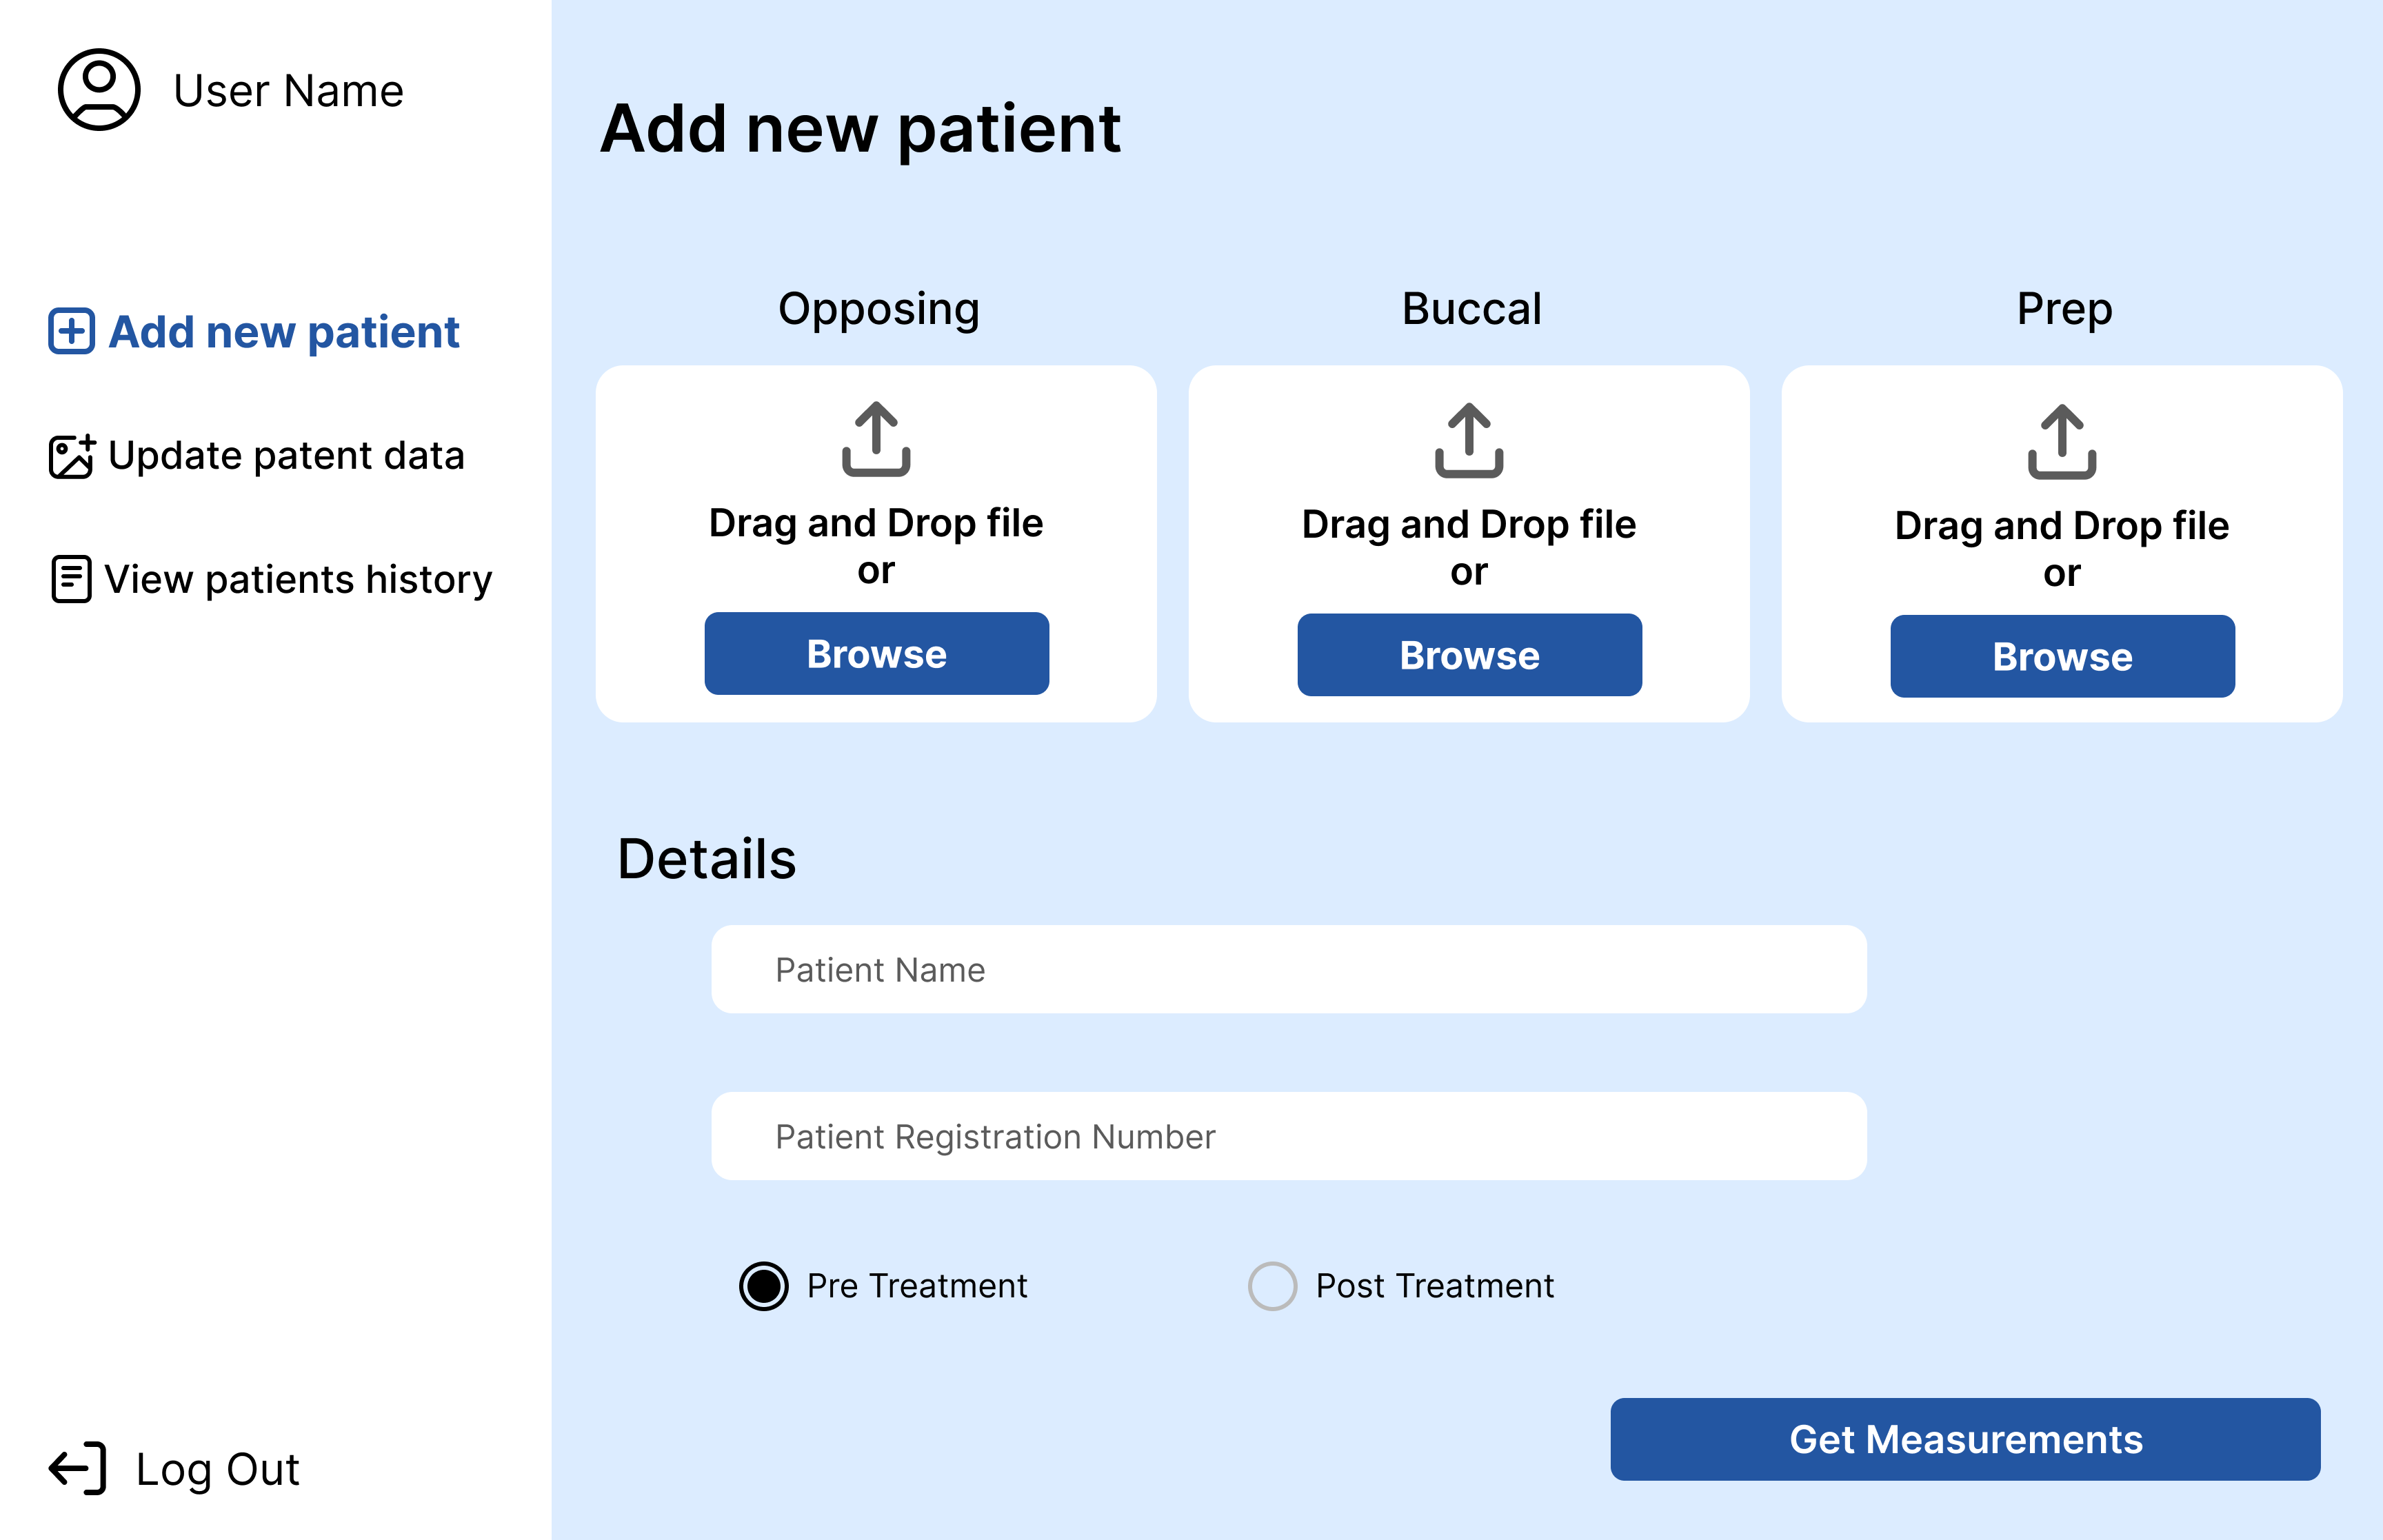 User Name
Add new patient
Update patent data
View patients history
Log Out
Add new patient
Opposing
Drag and Drop file
or
Browse
Buccal
Drag and Drop file
or
Browse
Prep
Drag and Drop file
or
Browse
Details
Patient Name
Patient Registration Number
Pre Treatment
Post Treatment
Get Measurements